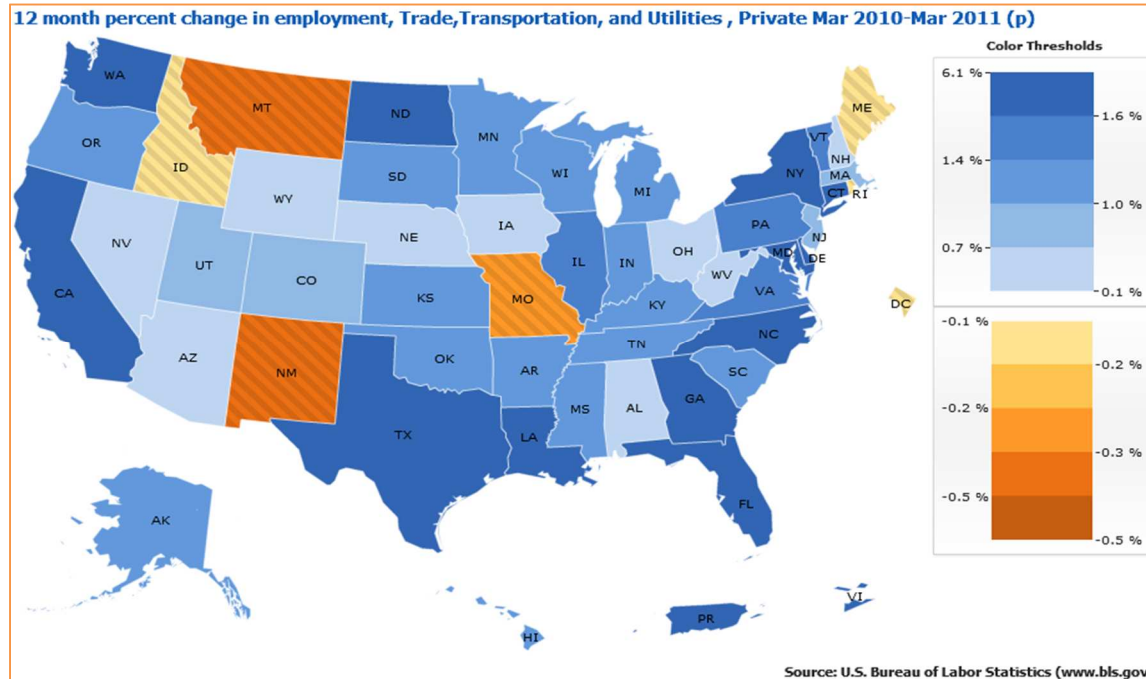 12 month percent change in employment, Trade,Transportation, and Utilities , Private Mar 2010-Mar 2011 (p)
Color Thresholds
6.1 %
1.6 %
1.4 %
1.0 %
0.7 %
0.1 %
-0.1 %
-0.2 %
-0.2 %
-0.3 %
-0.5 %
-0.5 %
WA
MT
ND
MN
ME
OR
ID
SD
WI
MI
NY
VT
NH
MA
CT
RI
WY
NE
IA
PA
NJ
NV
UT
CO
KS
MO
IL
IN
OH
WV
MD
DE
VA
DC
CA
KY
AZ
NM
OK
AR
TN
NC
SC
TX
LA
MS
AL
GA
FL
AK
HI
PR
VI
Source: U.S. Bureau of Labor Statistics (www.bls.gov